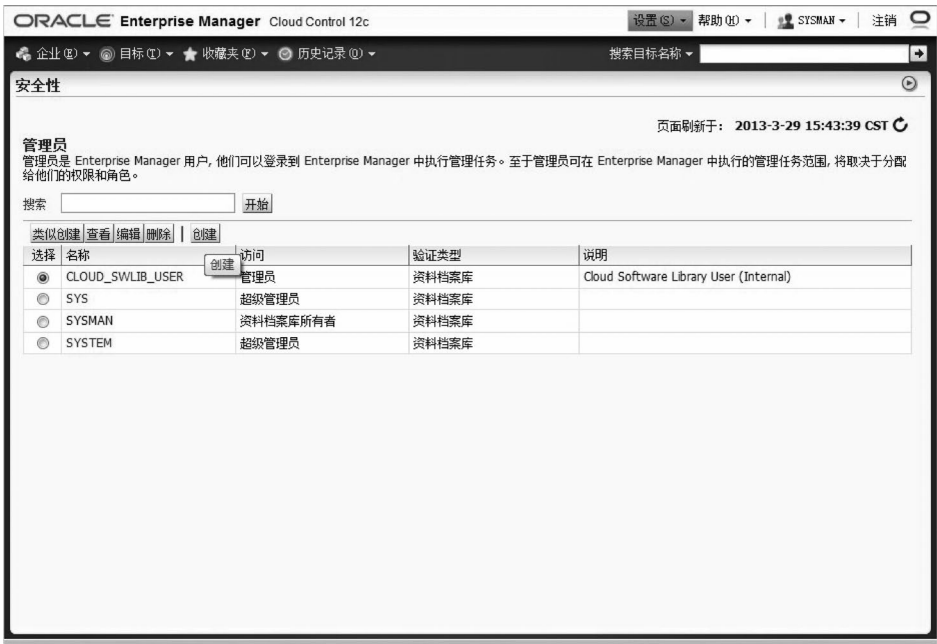 ORACLE Enterprise Manager Cloud Control 12c 设置(S) 帮助(H) SYSMAN 注销
企业(E) 目标(T) 收藏夹(F) 历史记录(O) 搜索目标名称
安全性
页面刷新于: 2013-3-29 15:43:39 CST
管理员
管理员是 Enterprise Manager 用户, 他们可以登录到 Enterprise Manager 中执行管理任务。至于管理员可在 Enterprise Manager 中执行的管理任务范围, 将取决于分配
给他们的权限和角色。
搜索 开始
类似创建 查看 编辑 删除 | 创建
选择 名称 访问 验证类型 说明
创建
CLOUD_SWLIB_USER 管理员 资料档案库 Cloud Software Library User (Internal)
SYS 超级管理员 资料档案库
SYSMAN 资料档案库所有者 资料档案库
SYSTEM 超级管理员 资料档案库